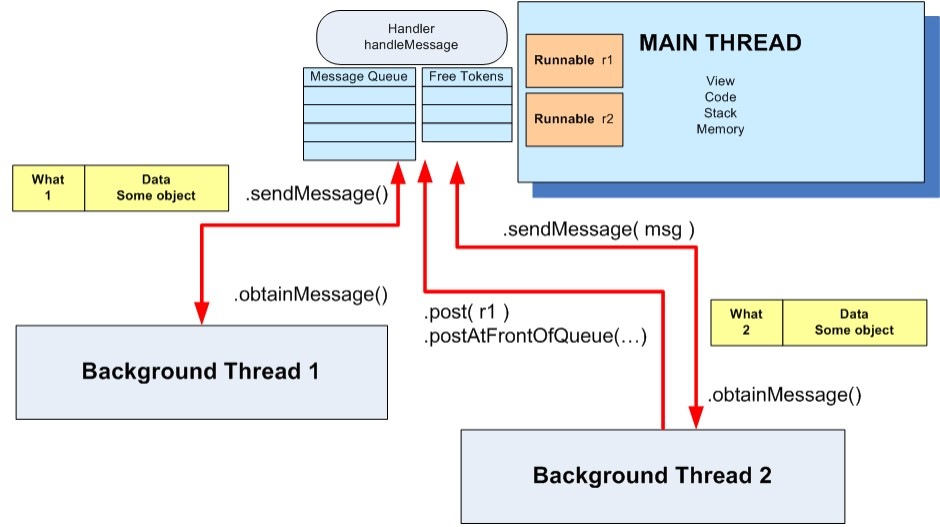 Handler
handleMessage
Message Queue
Free Tokens
Runnable r1
Runnable r2
MAIN THREAD
View
Code
Stack
Memory
What
1
Data
Some object
.sendMessage()
.obtainMessage()
Background Thread 1
.sendMessage( msg )
.post( r1 )
.postAtFrontOfQueue(…)
What
2
Data
Some object
.obtainMessage()
Background Thread 2